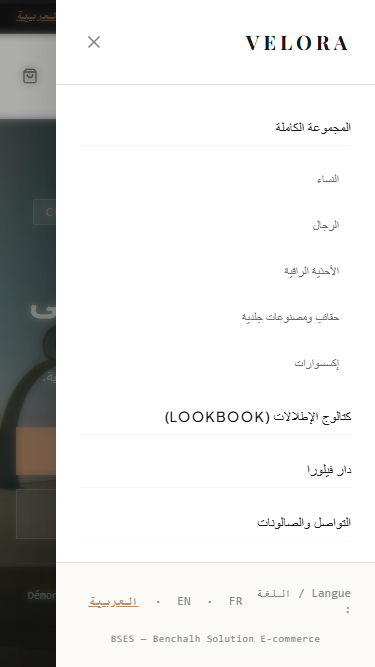 العربية
VELORA
المجموعة الكاملة
النساء
الرجال
الأحذية الراقية
حقائب ومصنوعات جلدية
إكسسوارات
كتالوج الإطلالات (LOOKBOOK)
دار فيلورا
التواصل والصالونات
Langue / اللغة :
FR · EN · العربية
BSES — Benchalh Solution E-commerce